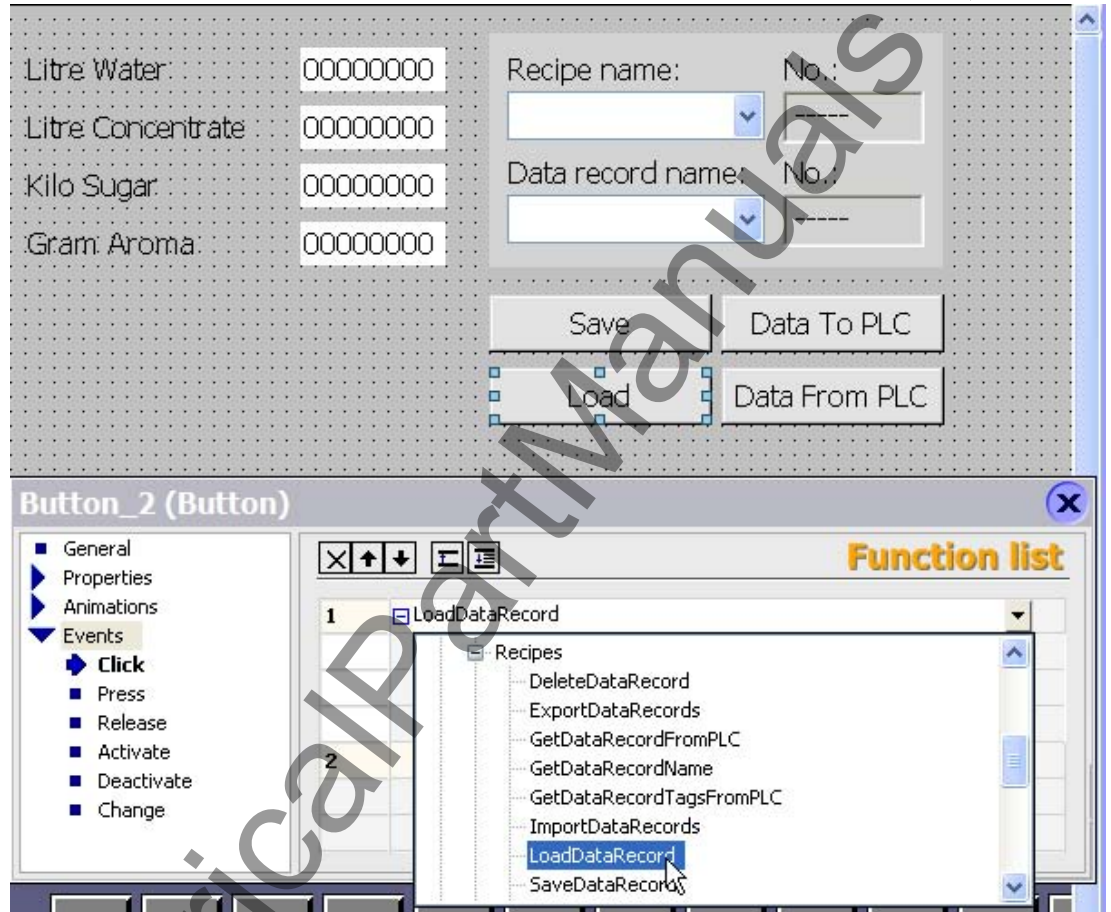 Litre Water: 00000000 Recipe name: No.:
-----
Litre Concentrate 00000000
Kilo Sugar 00000000 Data record name: No.:
-----
Gram Aroma 00000000
Save Data To PLC
Load Data From PLC
Button_2 (Button)
General
Properties
Animations
Events
Click
Press
Release
Activate
Deactivate
Change
Function list
1 LoadDataRecord
2
Recipes
DeleteDataRecord
ExportDataRecords
GetDataRecordFromPLC
GetDataRecordName
GetDataRecordTagsFromPLC
ImportDataRecords
LoadDataRecord
SaveDataRecord
ricalPartManuals